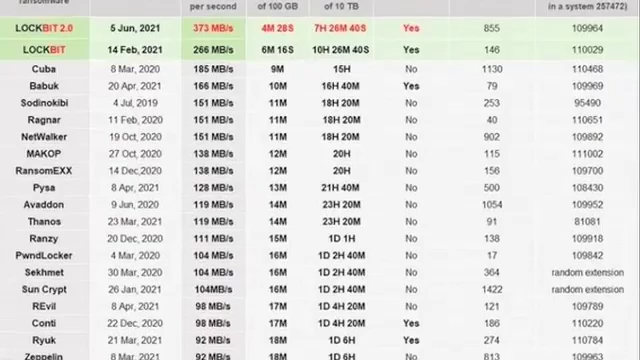 ransomware per second of 100 GB of 10 TB in a system 257472)
LOCKBIT 2.0 5 Jun, 2021 373 MB/s 4M 28S 7H 26M 40S Yes 855 109964
LOCKBIT 14 Feb, 2021 266 MB/s 6M 16S 10H 26M 40S Yes 146 110029
Cuba 8 Mar, 2020 185 MB/s 9M 15H No 1130 110468
Babuk 20 Apr, 2021 166 MB/s 10M 16H 40M Yes 79 109969
Sodinokibi 4 Jul, 2019 151 MB/s 11M 18H 20M No 253 95490
Ragnar 11 Feb, 2020 151 MB/s 11M 18H 20M No 40 110651
NetWalker 19 Oct, 2020 151 MB/s 11M 18H 20M No 902 109892
MAKOP 27 Oct, 2020 138 MB/s 12M 20H No 115 111002
RansomEXX 14 Dec,2020 138 MB/s 12M 20H No 156 109700
Pysa 8 Apr, 2021 128 MB/s 13M 21H 40M No 500 108430
Avaddon 9 Jun, 2020 119 MB/s 14M 23H 20M No 1054 109952
Thanos 23 Mar, 2021 119 MB/s 14M 23H 20M No 91 81081
Ranzy 20 Dec, 2020 111 MB/s 15M 1D 1H No 138 109918
PwndLocker 4 Mar, 2020 104 MB/s 16M 1D 2H 40M No 17 109842
Sekhmet 30 Mar, 2020 104 MB/s 16M 1D 2H 40M No 364 random extension
Sun Crypt 26 Jan, 2021 104MB/s 16M 1D 2H 40M No 1422 random extension
REvil 8 Apr, 2021 98 MB/s 17M 1D 4H 20M No 121 109789
Conti 22 Dec, 2020 98 MB/s 17M 1D 4H 20M Yes 186 110220
Ryuk 21 Mar, 2021 92 MB/s 18M 1D 6H Yes 274 110784
Zeppelin 8 Mar, 2021 92 MB/s 18M 1D 6H No 813 109963